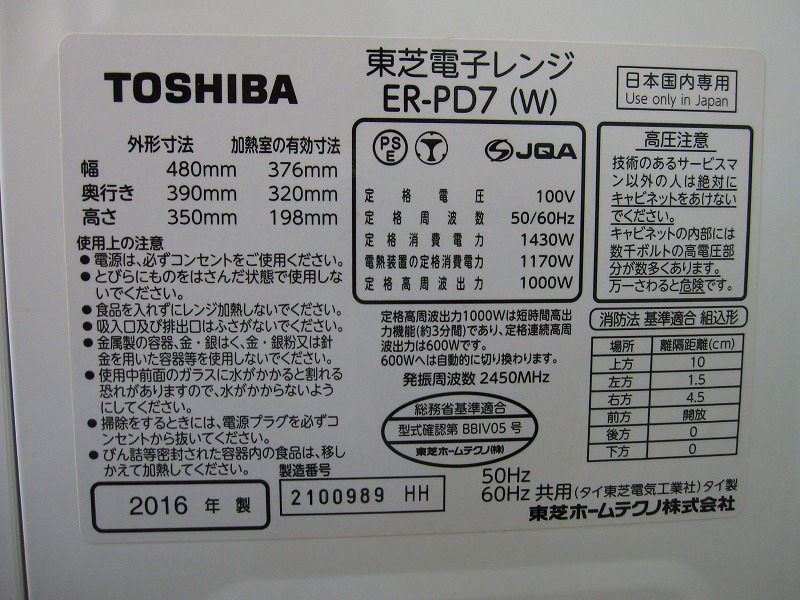 TOSHIBA
東芝電子レンジ
ER-PD7 (W)
日本国内専用
Use only in Japan
外形寸法 加熱室の有効寸法
幅 480mm 376mm
奥行き 390mm 320mm
高さ 350mm 198mm
使用上の注意
●電源は、必ずコンセントをご使用ください。
●とびらにものをはさんだ状態で使用しな
いでください。
●食品を入れずにレンジ加熱しないでください。
●吸入口及び排出口はふさがないでください。
●金属製の容器、金・銀はく、金・銀粉又は針
金を用いた容器等を使用しないでください。
●使用中前面のガラスに水がかかると割れる
恐れがありますので、水がかからないよう
にしてください。
●掃除をするときには、電源プラグを必ずコ
ンセントから抜いてください。
●びん詰等密封された容器内の食品は、移し
かえて加熱してください。
2016 年 製
製造番号
2100989 HH
PSE JQA
定格電圧 100V
定格周波数 50/60Hz
定格消費電力 1430W
電熱装置の定格消費電力 1170W
定格高周波出力 1000W
定格高周波出力1000Wは短時間高出
力機能(約3分間)であり、定格連続高周
波出力は600Wです。
600Wへは自動的に切り換わります。
発振周波数 2450MHz
総務省基準適合
型式確認第 BBIV05 号
東芝ホームテクノ(株)
高圧注意
技術のあるサービスマ
ン以外の人は絶対に
キャビネットをあけない
でください。
キャビネットの内部には
数千ボルトの高電圧部
分が数多くあります。
万一さわると危険です。
消防法 基準適合 組込形
場所 離隔距離(cm)
上方 10
左方 1.5
右方 4.5
前方 開放
後方 0
下方 0
50Hz
60Hz 共用 (タイ東芝電気工業社) タイ製
東芝ホームテクノ株式会社